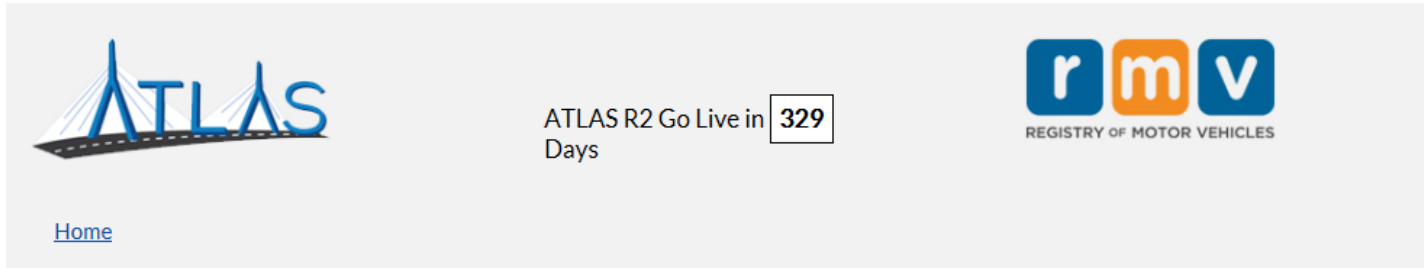 ATLAS
ATLAS R2 Go Live in 329
Days
rmv
REGISTRY OF MOTOR VEHICLES
Home